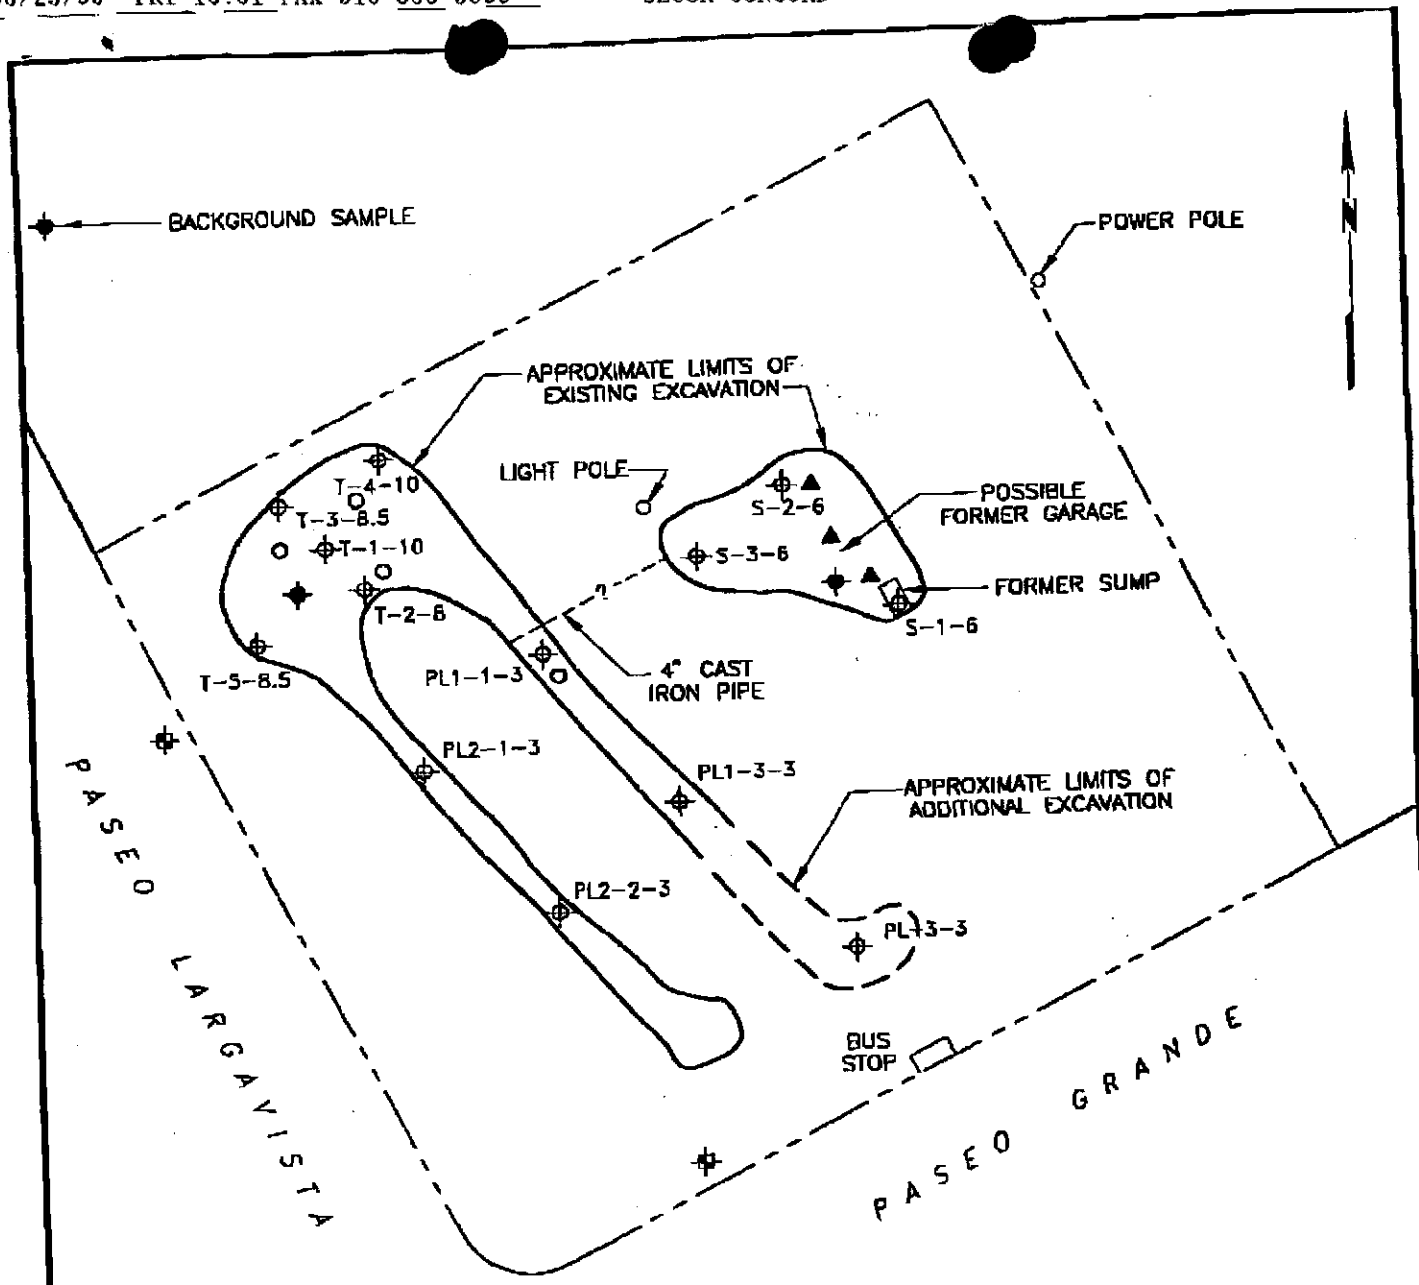 BACKGROUND SAMPLE
N
POWER POLE
APPROXIMATE LIMITS OF
EXISTING EXCAVATION
LIGHT POLE
T-4-10
T-3-8.5
T-1-10
S-2-6
POSSIBLE
FORMER GARAGE
S-3-6
FORMER SUMP
T-2-8
?
S-1-6
T-5-8.5
PL1-1-3
4" CAST
IRON PIPE
PL2-1-3
PL1-3-3
APPROXIMATE LIMITS OF
ADDITIONAL EXCAVATION
PL2-2-3
PL+3-3
BUS
STOP
PASEO LARGAVISTA
PASEO GRANDE